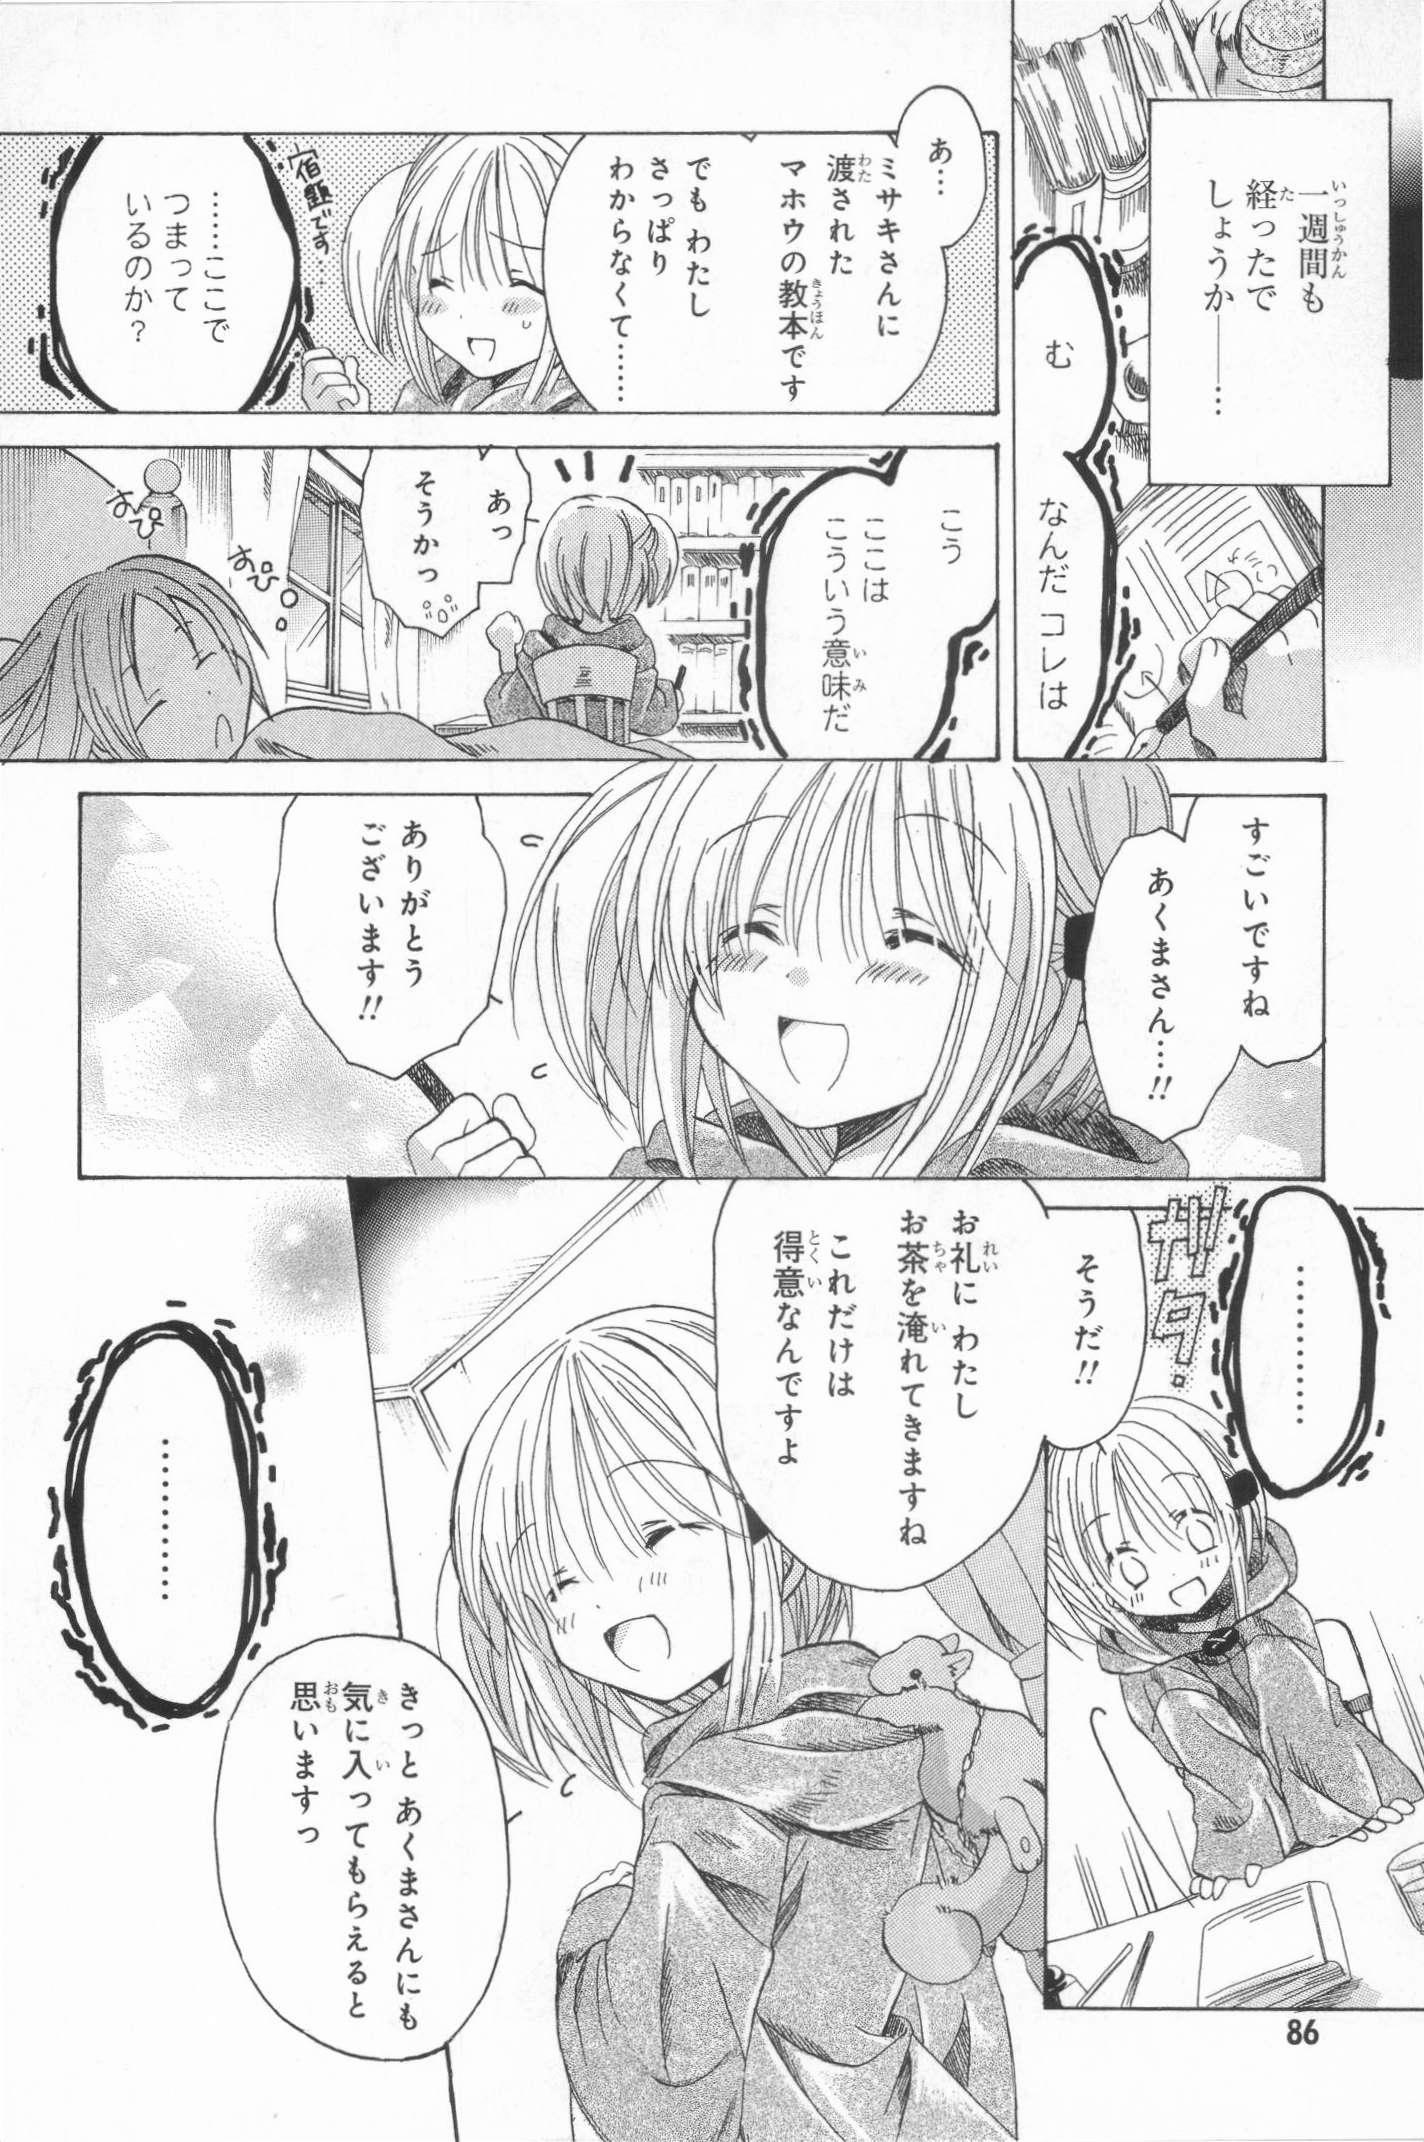 一週間も
経ったで
しょうか――…
む
なんだ コレは
あ…
ミサキさんに
渡された
マホウの教本です
でも わたし
さっぱり
わからなくて……
宿題です…
……ここで
つまって
いるのか?
こう
ここは
こういう意味だ
あっ
そうかっ
すぴ
すぴ
すごいですね
あくまさん…!!
ありがとう
ございます!!
…………
ガタ。
そうだ!!
お礼に わたし
お茶を淹れてきますね
これだけは
得意なんですよ
きっと あくまさんにも
気に入ってもらえると
思いますっ
…………
86